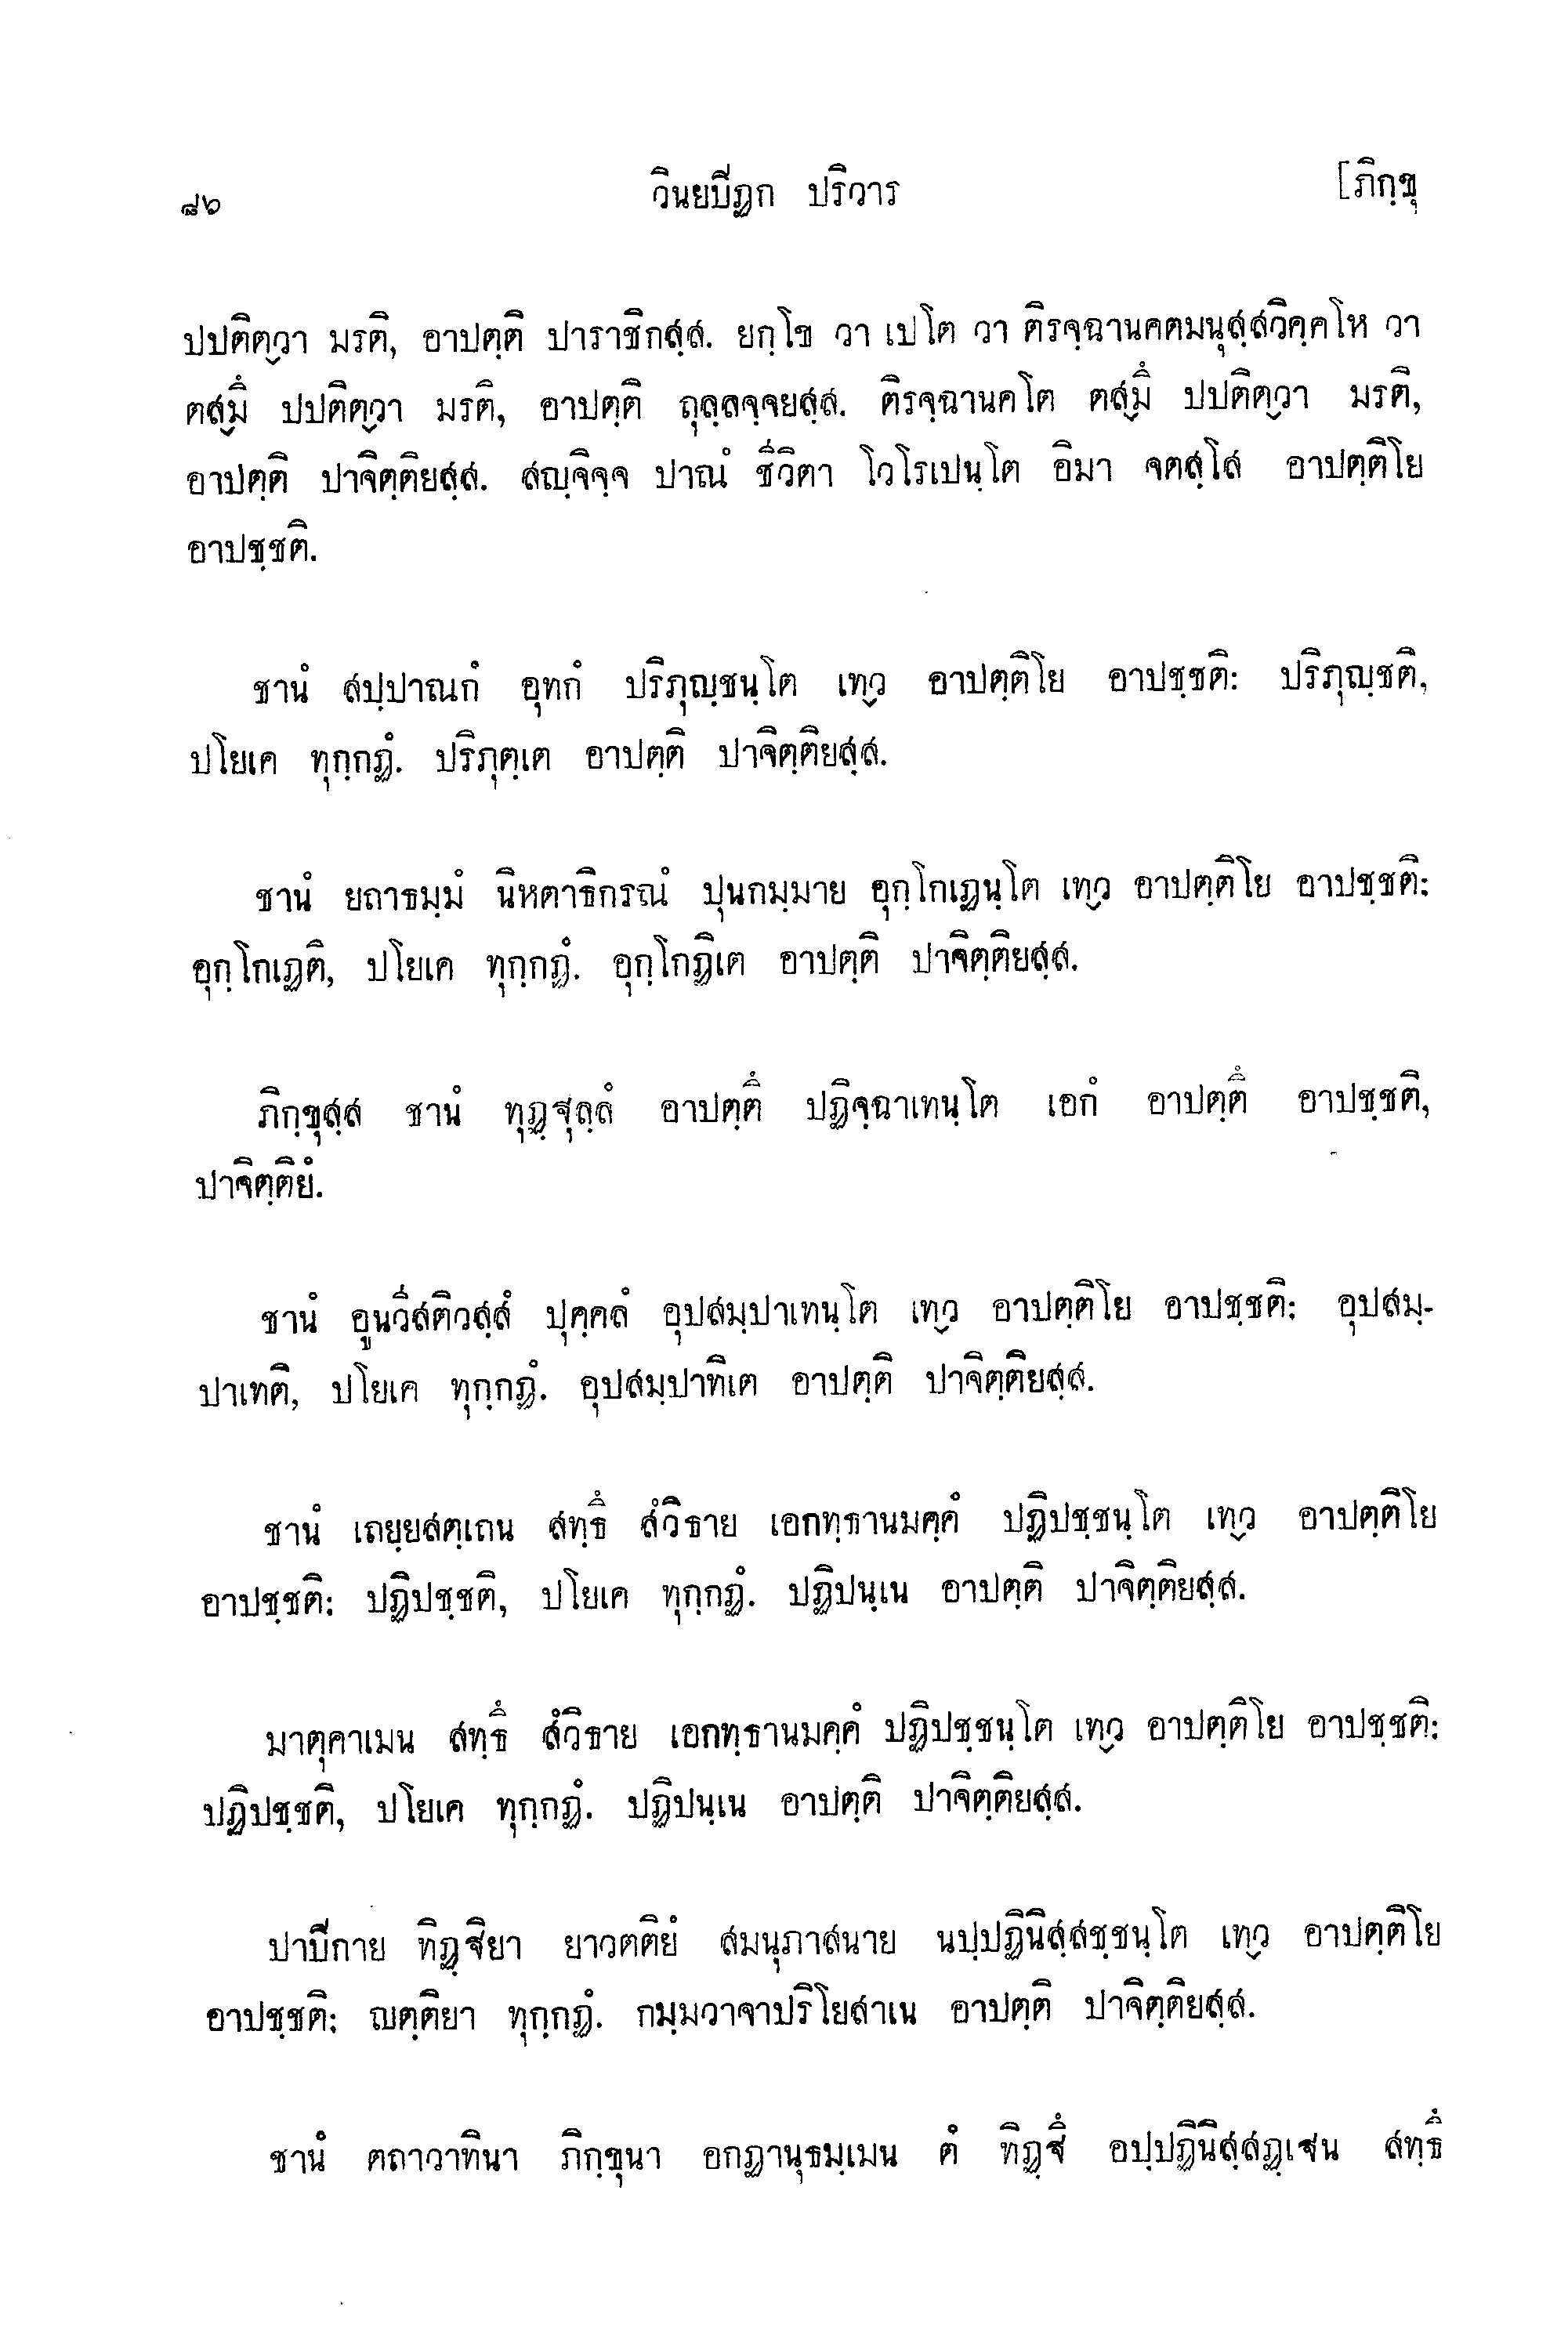 ๘๖ วินยปิฏก ปริวาร [ภิกฺขุ
ปปติตฺวา มรติ, อาปตฺติ ปาราชิกสฺส. ยกฺโข วา เปโต วา ติรจฺฉานคตมนุสฺสวิคฺคโห วา
ตสฺมึ ปปติตฺวา มรติ, อาปตฺติ ถุลฺลจฺจยสฺส. ติรจฺฉานคโต ตสฺมึ ปปติตฺวา มรติ,
อาปตฺติ ปาจิตฺติยสฺส. สญฺจิจฺจ ปาณํ ชีวิตา โวโรเปนฺโต อิมา จตสฺโส อาปตฺติโย
อาปชฺชติ.
ชานํ สปฺปาณกํ อุทกํ ปริภุญฺชนฺโต เทฺว อาปตฺติโย อาปชฺชติ: ปริภุญฺชติ,
ปโยเค ทุกฺกฏํ. ปริภุตฺเต อาปตฺติ ปาจิตฺติยสฺส.
ชานํ ยถาธมฺมํ นิหตาธิกรณํ ปุนกมฺมาย อุกฺโกเฏนฺโต เทฺว อาปตฺติโย อาปชฺชติ:
อุกฺโกเฏติ, ปโยเค ทุกฺกฏํ. อุกฺโกฏิเต อาปตฺติ ปาจิตฺติยสฺส.
ภิกฺขุสฺส ชานํ ทุฏฺฐุลฺลํ อาปตฺตึ ปฏิจฺฉาเทนฺโต เอกํ อาปตฺตึ อาปชฺชติ,
ปาจิตฺติยํ.
ชานํ อูนวีสติวสฺสํ ปุคฺคลํ อุปสมฺปาเทนฺโต เทฺว อาปตฺติโย อาปชฺชติ: อุปสมฺ-
ปาเทติ, ปโยเค ทุกฺกฏํ. อุปสมฺปาทิเต อาปตฺติ ปาจิตฺติยสฺส.
ชานํ เถยฺยสตฺเถน สทฺธึ สํวิธาย เอกทฺธานมคฺคํ ปฏิปชฺชนฺโต เทฺว อาปตฺติโย
อาปชฺชติ: ปฏิปชฺชติ, ปโยเค ทุกฺกฏํ. ปฏิปนฺเน อาปตฺติ ปาจิตฺติยสฺส.
มาตุคาเมน สทฺธึ สํวิธาย เอกทฺธานมคฺคํ ปฏิปชฺชนฺโต เทฺว อาปตฺติโย อาปชฺชติ:
ปฏิปชฺชติ, ปโยเค ทุกฺกฏํ. ปฏิปนฺเน อาปตฺติ ปาจิตฺติยสฺส.
ปาปิกาย ทิฏฺฐิยา ยาวตติยํ สมนุภาสนาย นปฺปฏินิสฺสชฺชนฺโต เทฺว อาปตฺติโย
อาปชฺชติ: ญตฺติยา ทุกฺกฏํ. กมฺมวาจาปริโยสาเน อาปตฺติ ปาจิตฺติยสฺส.
ชานํ ตถาวาทินา ภิกฺขุนา อกฏานุธมฺเมน ตํ ทิฏฺฐึ อปฺปฏินิสฺสฏฺเฐน สทฺธึ